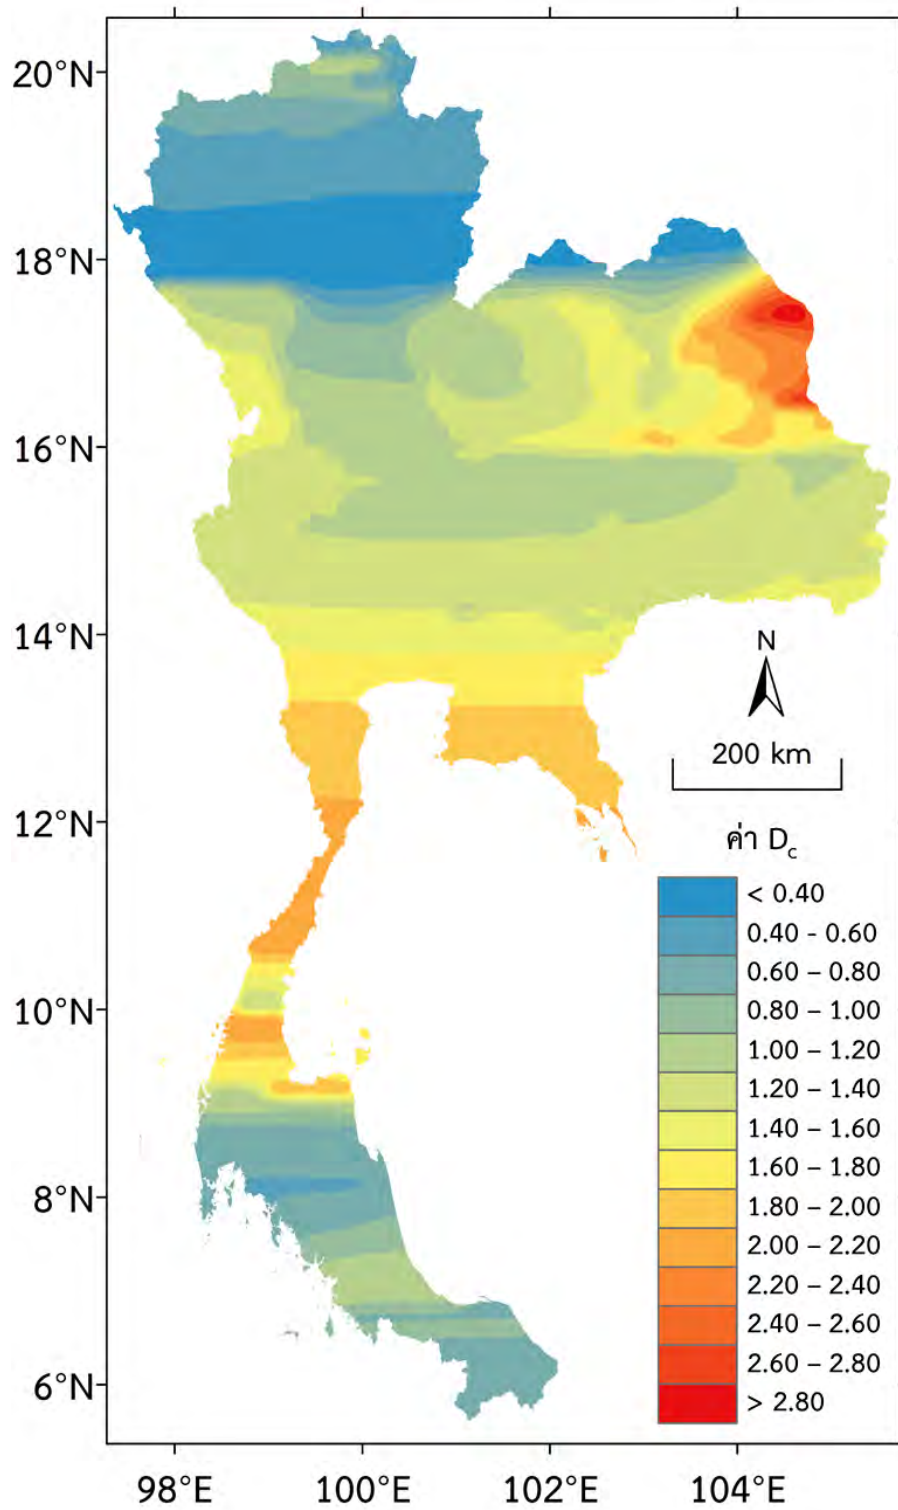 20°N
18°N
16°N
14°N
12°N
10°N
8°N
6°N
98°E 100°E 102°E 104°E
N
200 km
ค่า Dc
< 0.40
0.40 - 0.60
0.60 – 0.80
0.80 – 1.00
1.00 – 1.20
1.20 – 1.40
1.40 – 1.60
1.60 – 1.80
1.80 – 2.00
2.00 – 2.20
2.20 – 2.40
2.40 – 2.60
2.60 – 2.80
> 2.80